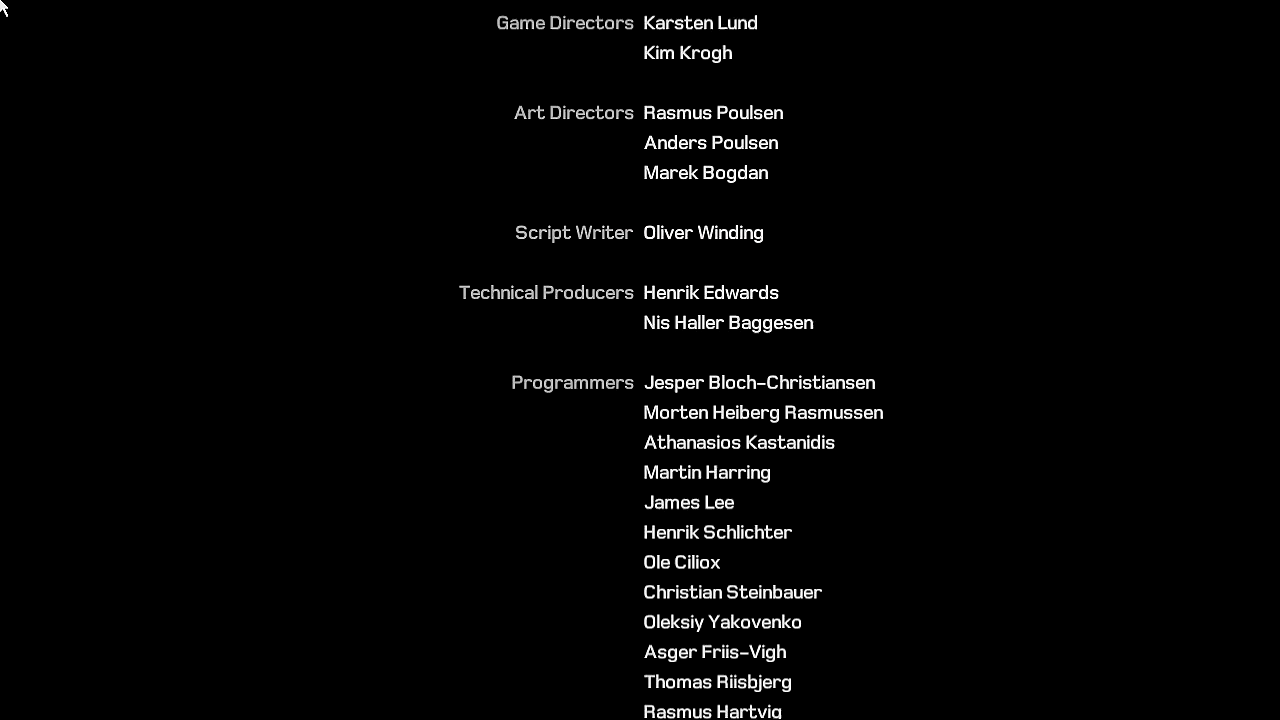 Game Directors Karsten Lund
Kim Krogh
Art Directors Rasmus Poulsen
Anders Poulsen
Marek Bogdan
Script Writer Oliver Winding
Technical Producers Henrik Edwards
Nis Haller Baggesen
Programmers Jesper Bloch-Christiansen
Morten Heiberg Rasmussen
Athanasios Kastanidis
Martin Harring
James Lee
Henrik Schlichter
Ole Ciliox
Christian Steinbauer
Oleksiy Yakovenko
Asger Friis-Vigh
Thomas Riisbjerg
Rasmus Hartvig